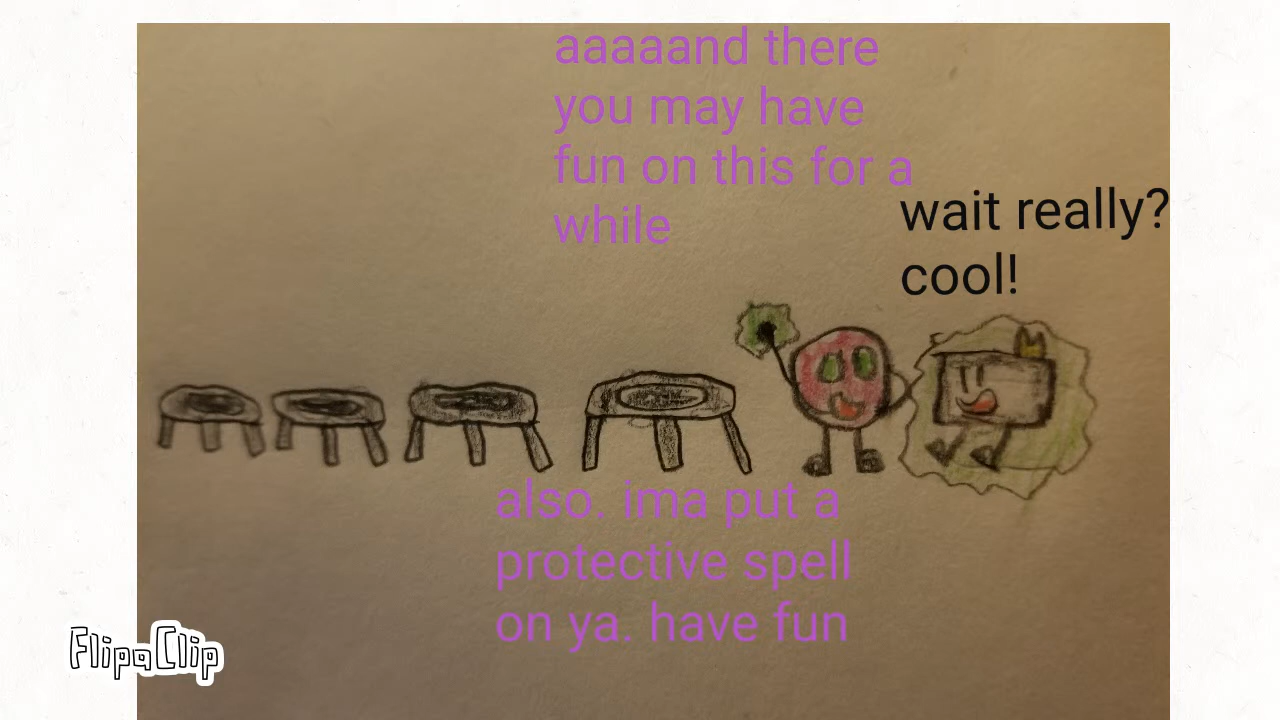 aaaaand there
you may have
fun on this for a
while
wait really?
cool!
also. ima put a
protective spell
on ya. have fun
FlipaClip